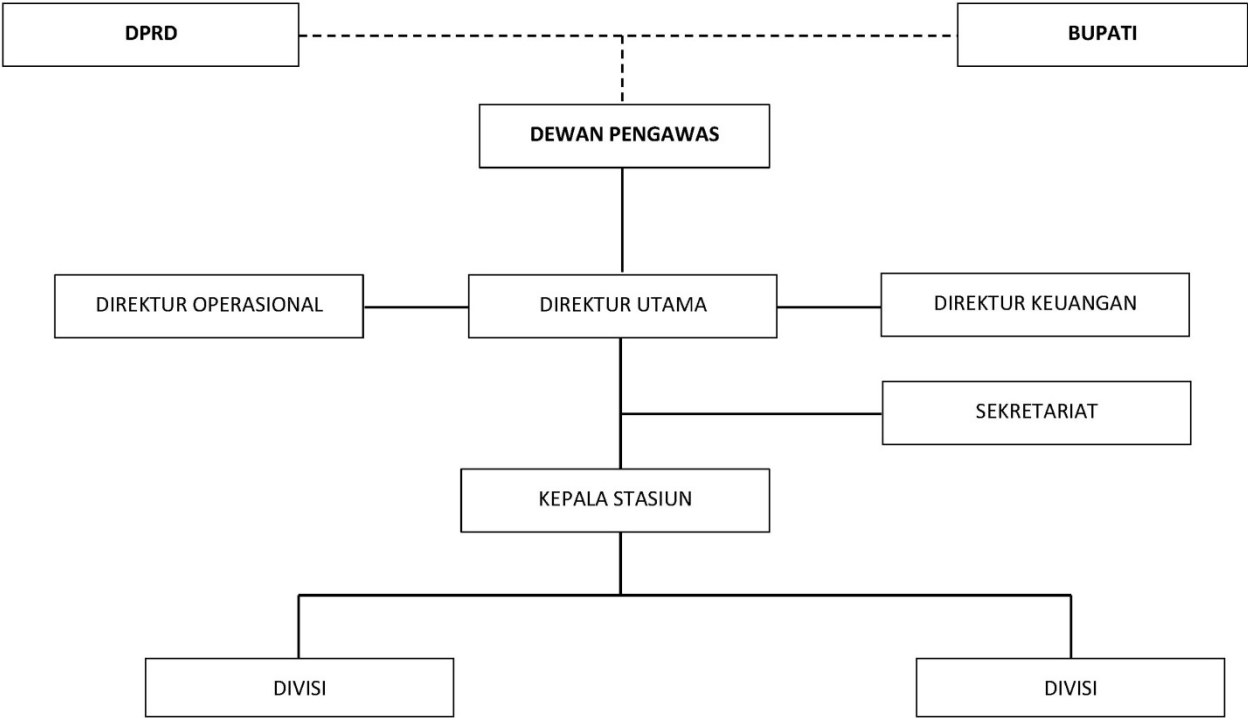 DPRD
BUPATI
DEWAN PENGAWAS
DIREKTUR OPERASIONAL
DIREKTUR UTAMA
DIREKTUR KEUANGAN
SEKRETARIAT
KEPALA STASIUN
DIVISI
DIVISI